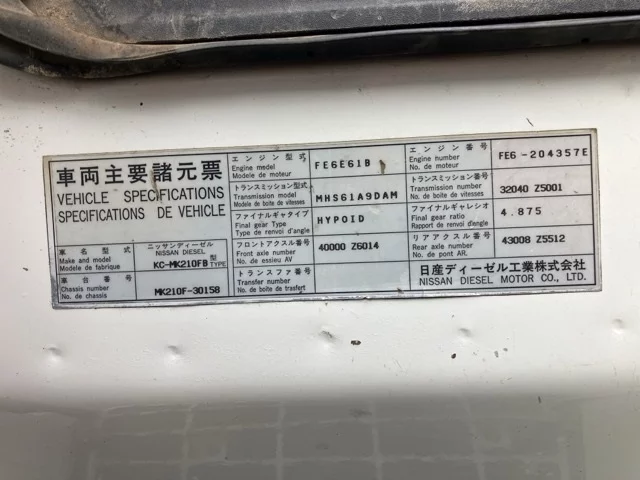 車両主要諸元票
VEHICLE SPECIFICATIONS
SPECIFICATIONS DE VEHICLE
車名型式
Make and model
Modèle de fabrique
ニッサンディーゼル
NISSAN DIESEL
KC-MK210FB 型 TYPE
車台番号
Chassis number
No. de chassis
MK210F-30158
エンジン型式
Engine medel
Modele de moteur
FE6E61B
トランスミッション型式
Transmission model
Modele de boite de vitesses
MHS61A9DAM
ファイナルギャタイプ
Final gear Type
Type de renvoi d'angle
HYPOID
フロントアクスル番号
Front axle number
No. de essieu AV
40000 Z6014
トランスファ番号
Transfer number
No. de boite de trasfert
エンジン番号
Engine number
No. de moteur
FE6-204357E
トランスミッション番号
Transmission number
No. de boite de vitesses
32040 Z5001
ファイナルギャレシオ
Final gear ratio
Rapport de renvoi d'angle
4.875
リヤアクスル番号
Rear axle number
No. de pont AR.
43008 Z5512
日産ディーゼル工業株式会社
NISSAN DIESEL MOTOR CO., LTD.